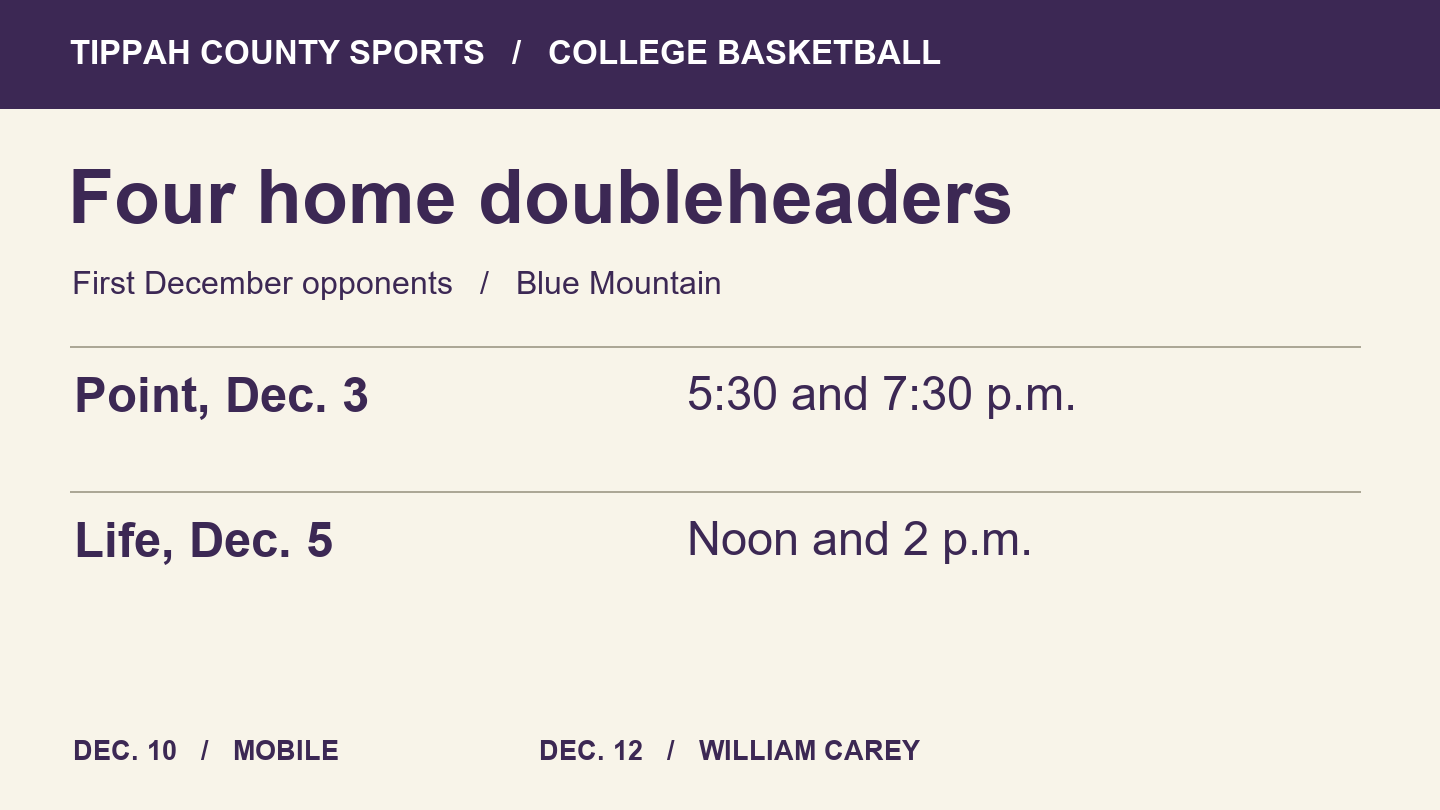 TIPPAH COUNTY SPORTS / COLLEGE BASKETBALL
Four home doubleheaders
First December opponents / Blue Mountain
Point, Dec. 3 5:30 and 7:30 p.m.
Life, Dec. 5 Noon and 2 p.m.
DEC. 10 / MOBILE DEC. 12 / WILLIAM CAREY